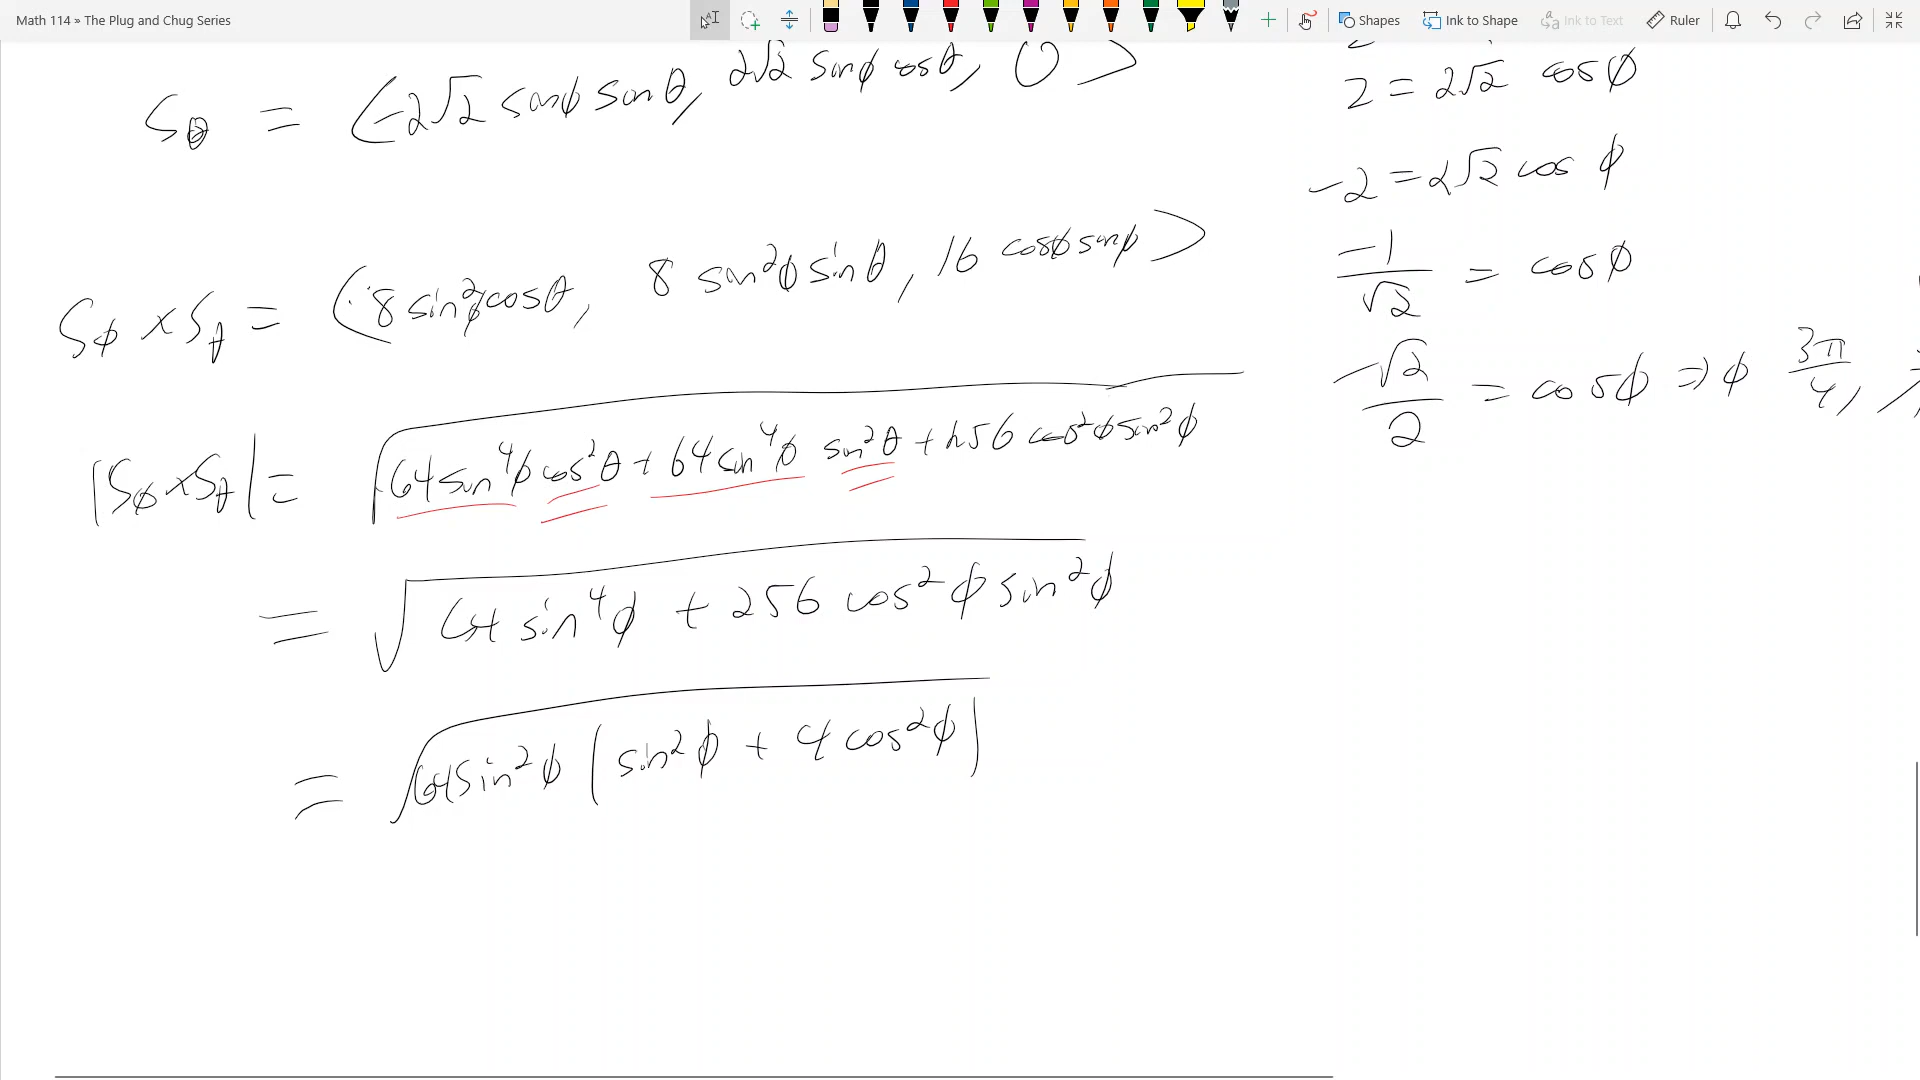 Math 114 » The Plug and Chug Series
Shapes
Ink to Shape
Ink to Text
Ruler
S_θ = ⟨-2√2 sinϕ sinθ, 2√2 sinϕ cosθ, 0⟩
S_ϕ × S_θ = ⟨8 sin²ϕ cosθ, 8 sin²ϕ sinθ, 16 cosϕ sinϕ⟩
|S_ϕ × S_θ| = √(64 sin⁴ϕ cos²θ + 64 sin⁴ϕ sin²θ + 256 cos²ϕ sin²ϕ)
= √(64 sin⁴ϕ + 256 cos²ϕ sin²ϕ)
= √(64 sin²ϕ (sin²ϕ + 4 cos²ϕ))
2 = 2√2 cosϕ
-2 = 2√2 cos ϕ
-1/√2 = cosϕ
-√2/2 = cosϕ ⇒ ϕ 3π/4,